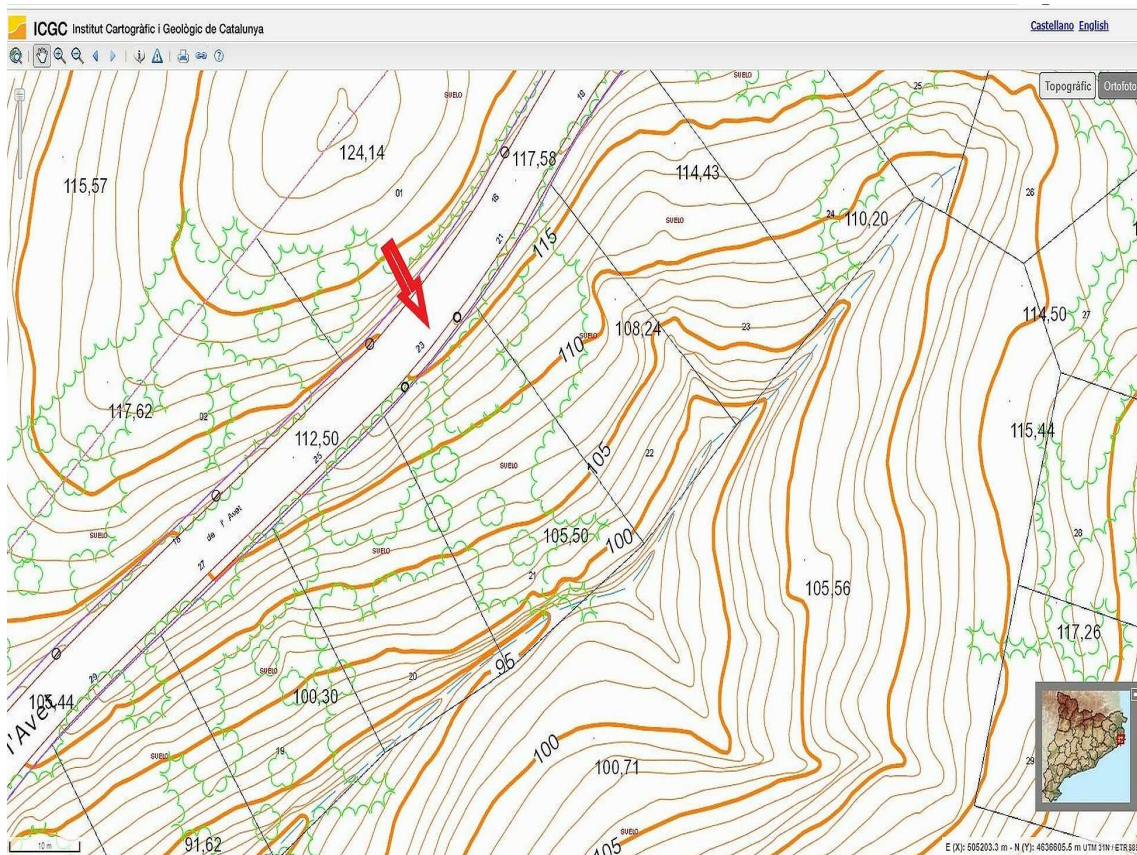 ICGC Institut Cartogràfic i Geològic de Catalunya
Castellano English
Topogràfic Ortofoto
SUELO
SUELO
18
25
124,14
117,58
115,57
01
16
114,43
26
21
SUELO
24
110,20
115
108,24
SUELO
23
114,50
27
110
23
117,62
02
112,50
115,44
25
22
105
SUELO
de l' Avet
105,50
100
SUELO
SUELO
18
28
27
21
105,56
117,26
95
SUELO
20
29
105,44
100,30
l'Avet
100
SUELO
19
100,71
29
SUELO
91,62
105
10 m
E (X): 505203.3 m - N (Y): 4636605.5 m UTM 31N / ETRS89